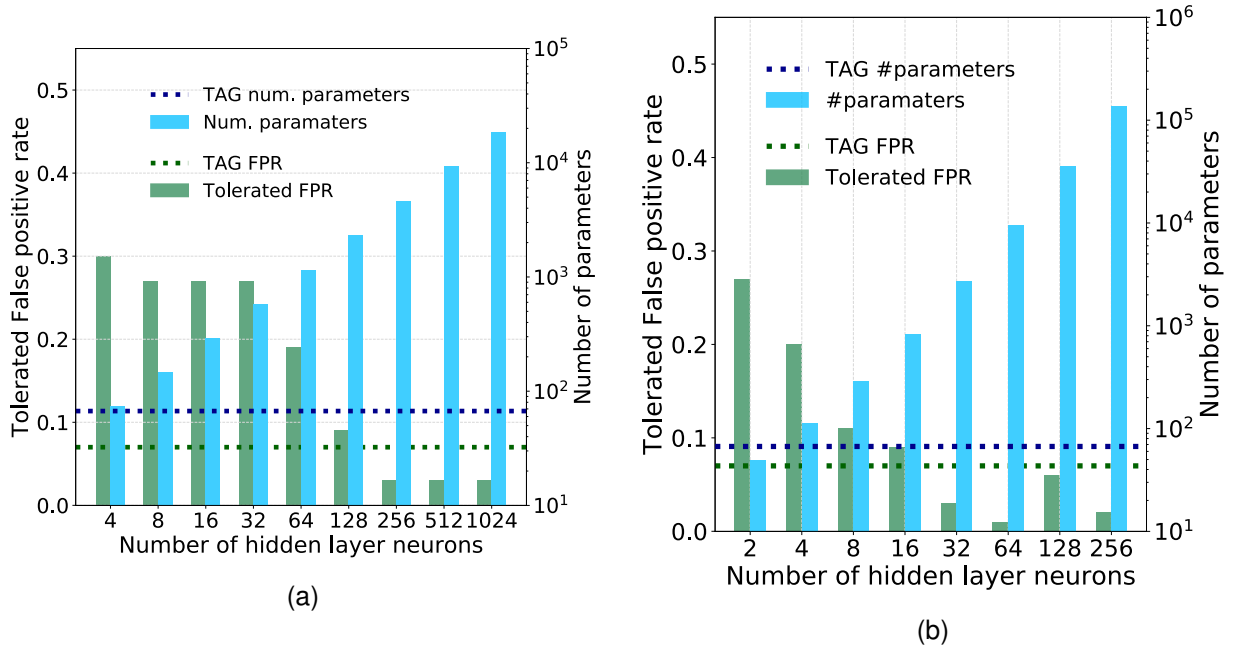 Tolerated False positive rate
0.5
0.4
0.3
0.2
0.1
0.0
TAG num. parameters
Num. paramaters
TAG FPR
Tolerated FPR
10^5
10^4
10^3
10^2
10^1
Number of parameters
4 8 16 32 64 128 256 512 1024
Number of hidden layer neurons
(a)
Tolerated False positive rate
0.5
0.4
0.3
0.2
0.1
0.0
TAG #parameters
#paramaters
TAG FPR
Tolerated FPR
10^6
10^5
10^4
10^3
10^2
10^1
Number of parameters
2 4 8 16 32 64 128 256
Number of hidden layer neurons
(b)